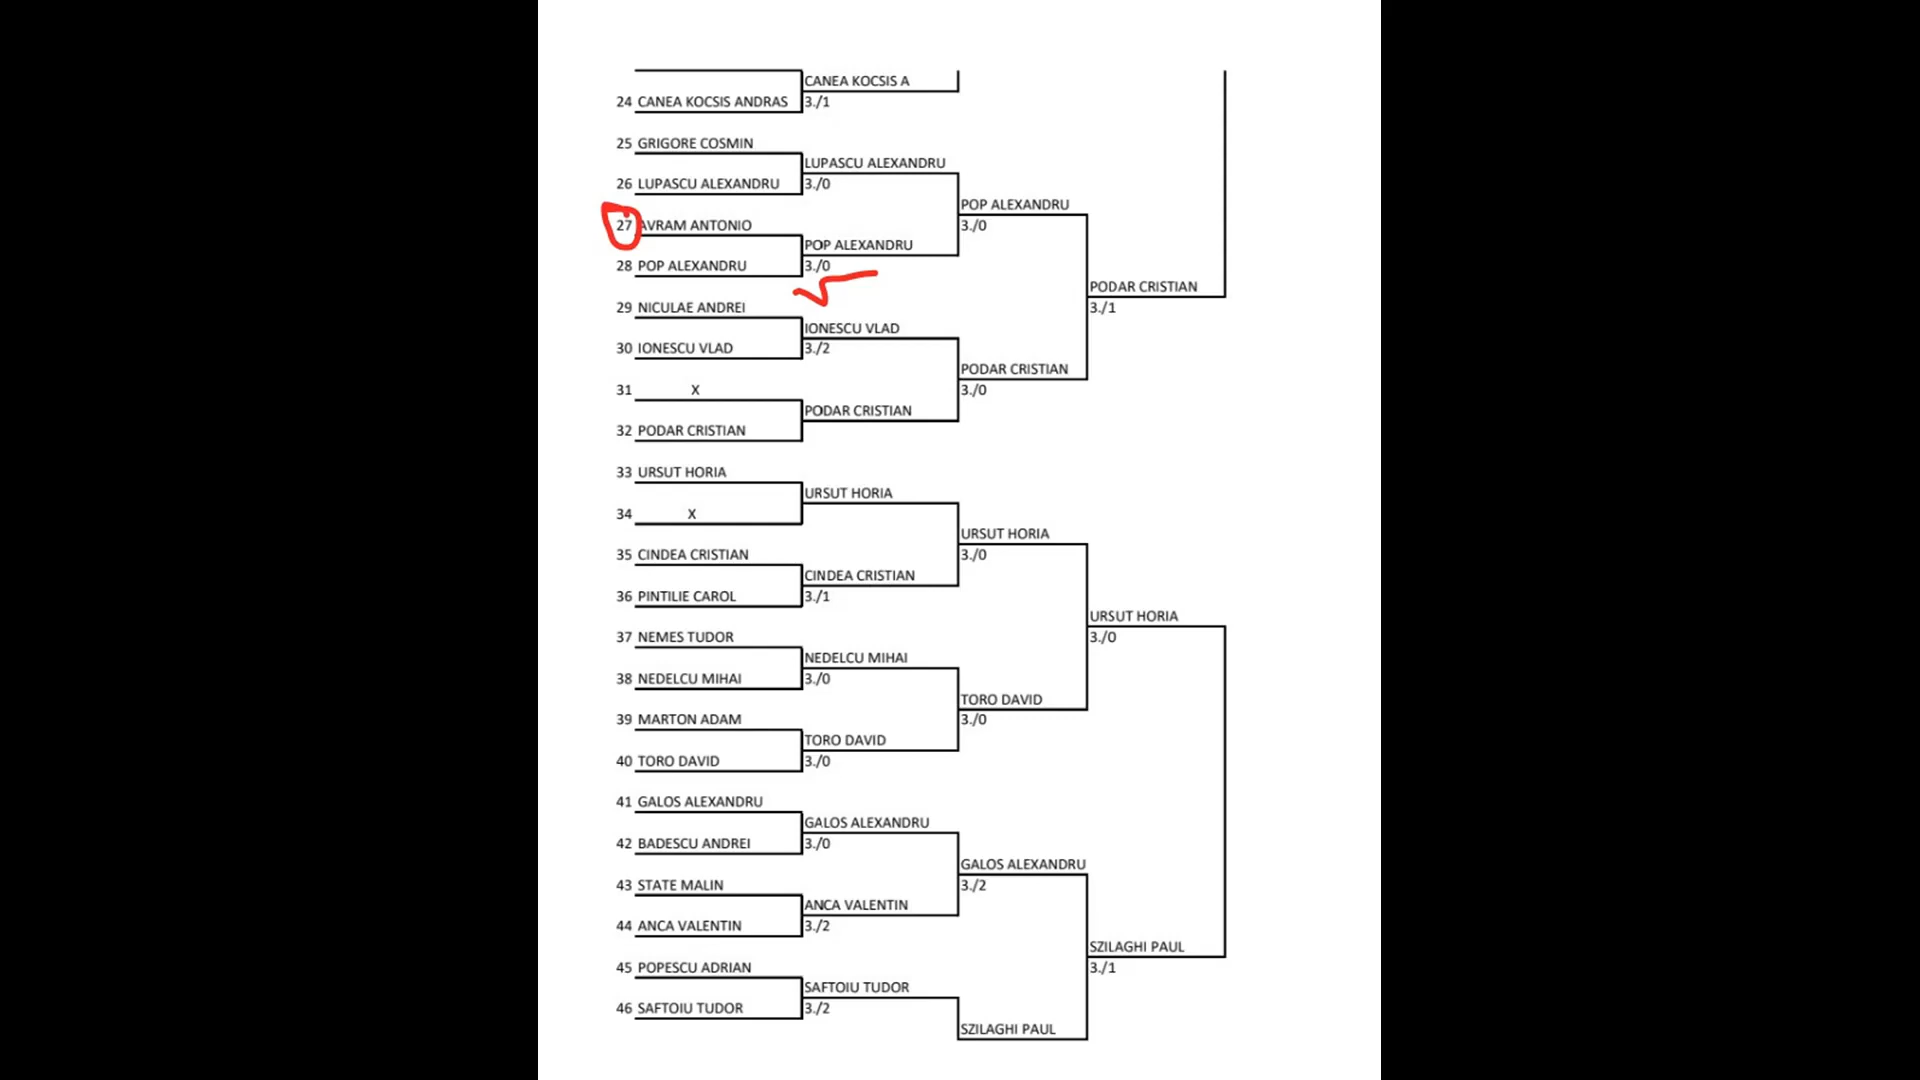 CANEA KOCSIS A
24 CANEA KOCSIS ANDRAS 3./1
25 GRIGORE COSMIN
LUPASCU ALEXANDRU
26 LUPASCU ALEXANDRU 3./0
POP ALEXANDRU
27 AVRAM ANTONIO 3./0
POP ALEXANDRU
28 POP ALEXANDRU 3./0
PODAR CRISTIAN
29 NICULAE ANDREI 3./1
IONESCU VLAD
30 IONESCU VLAD 3./2
PODAR CRISTIAN
31 X 3./0
PODAR CRISTIAN
32 PODAR CRISTIAN
33 URSUT HORIA
URSUT HORIA
34 X
URSUT HORIA
35 CINDEA CRISTIAN 3./0
CINDEA CRISTIAN
36 PINTILIE CAROL 3./1
URSUT HORIA
37 NEMES TUDOR 3./0
NEDELCU MIHAI
38 NEDELCU MIHAI 3./0
TORO DAVID
39 MARTON ADAM 3./0
TORO DAVID
40 TORO DAVID 3./0
41 GALOS ALEXANDRU
GALOS ALEXANDRU
42 BADESCU ANDREI 3./0
GALOS ALEXANDRU
43 STATE MALIN 3./2
ANCA VALENTIN
44 ANCA VALENTIN 3./2
SZILAGHI PAUL
45 POPESCU ADRIAN 3./1
SAFTOIU TUDOR
46 SAFTOIU TUDOR 3./2
SZILAGHI PAUL